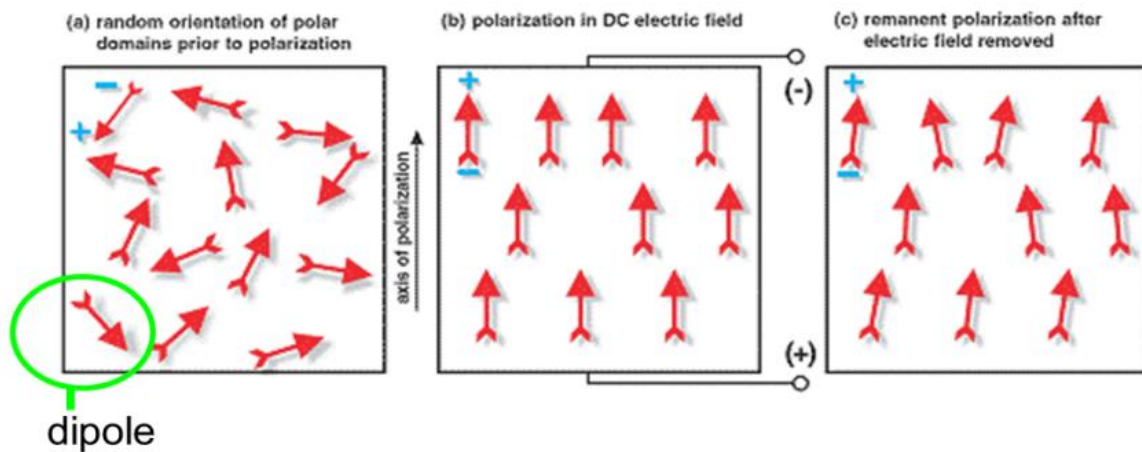 (a) random orientation of polar
domains prior to polarization
(b) polarization in DC electric field
(c) remanent polarization after
electric field removed
−
+
axis of polarization
+
−
(-)
(+)
+
−
dipole